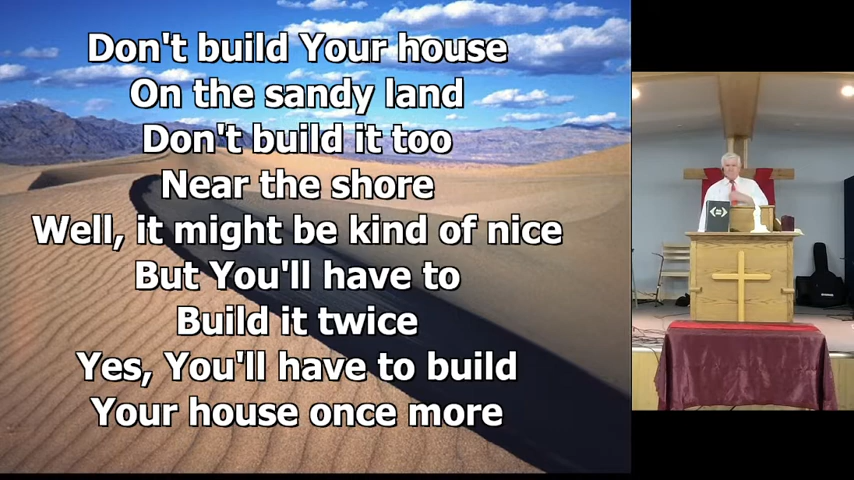 Don't build Your house
On the sandy land
Don't build it too
Near the shore
Well, it might be kind of nice
But You'll have to
Build it twice
Yes, You'll have to build
Your house once more